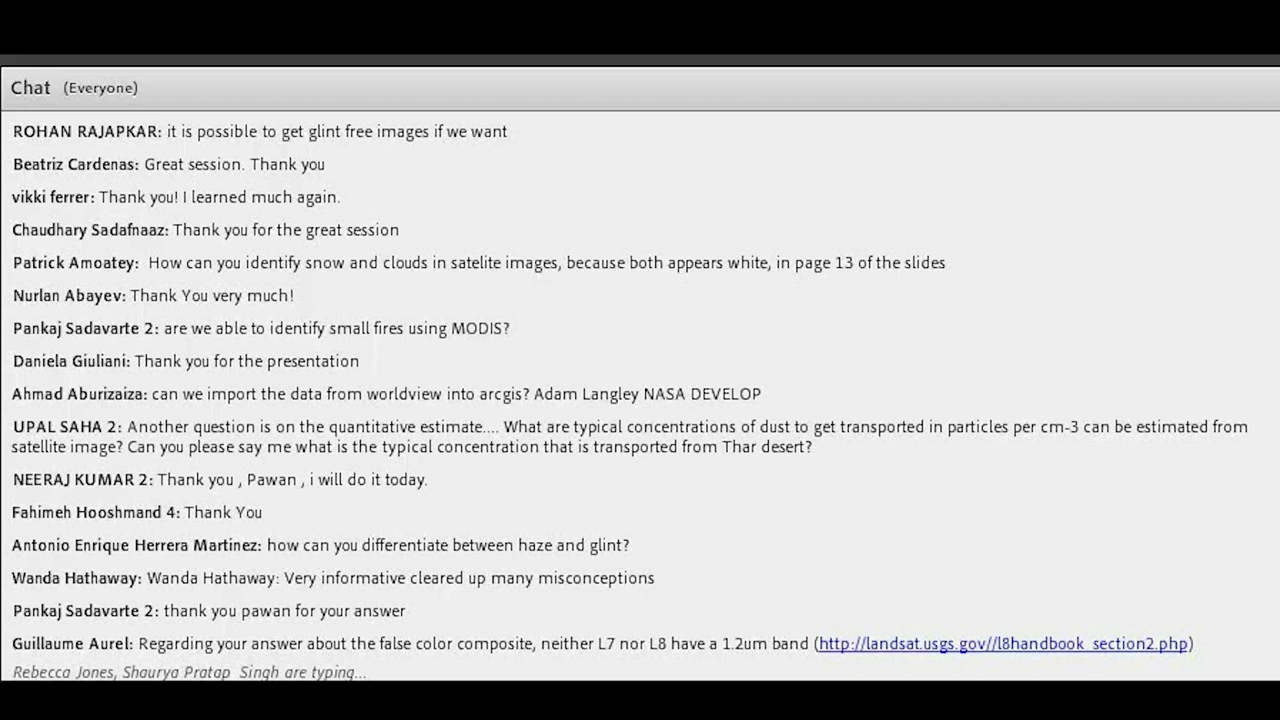 Chat (Everyone)
ROHAN RAJAPKAR: it is possible to get glint free images if we want
Beatriz Cardenas: Great session. Thank you
vikki ferrer: Thank you! I learned much again.
Chaudhary Sadafnaaz: Thank you for the great session
Patrick Amoatey: How can you identify snow and clouds in satelite images, because both appears white, in page 13 of the slides
Nurlan Abayev: Thank You very much!
Pankaj Sadavarte 2: are we able to identify small fires using MODIS?
Daniela Giuliani: Thank you for the presentation
Ahmad Aburizaiza: can we import the data from worldview into arcgis? Adam Langley NASA DEVELOP
UPAL SAHA 2: Another question is on the quantitative estimate.... What are typical concentrations of dust to get transported in particles per cm-3 can be estimated from
satellite image? Can you please say me what is the typical concentration that is transported from Thar desert?
NEERAJ KUMAR 2: Thank you , Pawan , i will do it today.
Fahimeh Hooshmand 4: Thank You
Antonio Enrique Herrera Martinez: how can you differentiate between haze and glint?
Wanda Hathaway: Wanda Hathaway: Very informative cleared up many misconceptions
Pankaj Sadavarte 2: thank you pawan for your answer
Guillaume Aurel: Regarding your answer about the false color composite, neither L7 nor L8 have a 1.2um band (http://landsat.usgs.gov//l8handbook_section2.php)
Rebecca Jones, Shaurya Pratap Singh are typing...